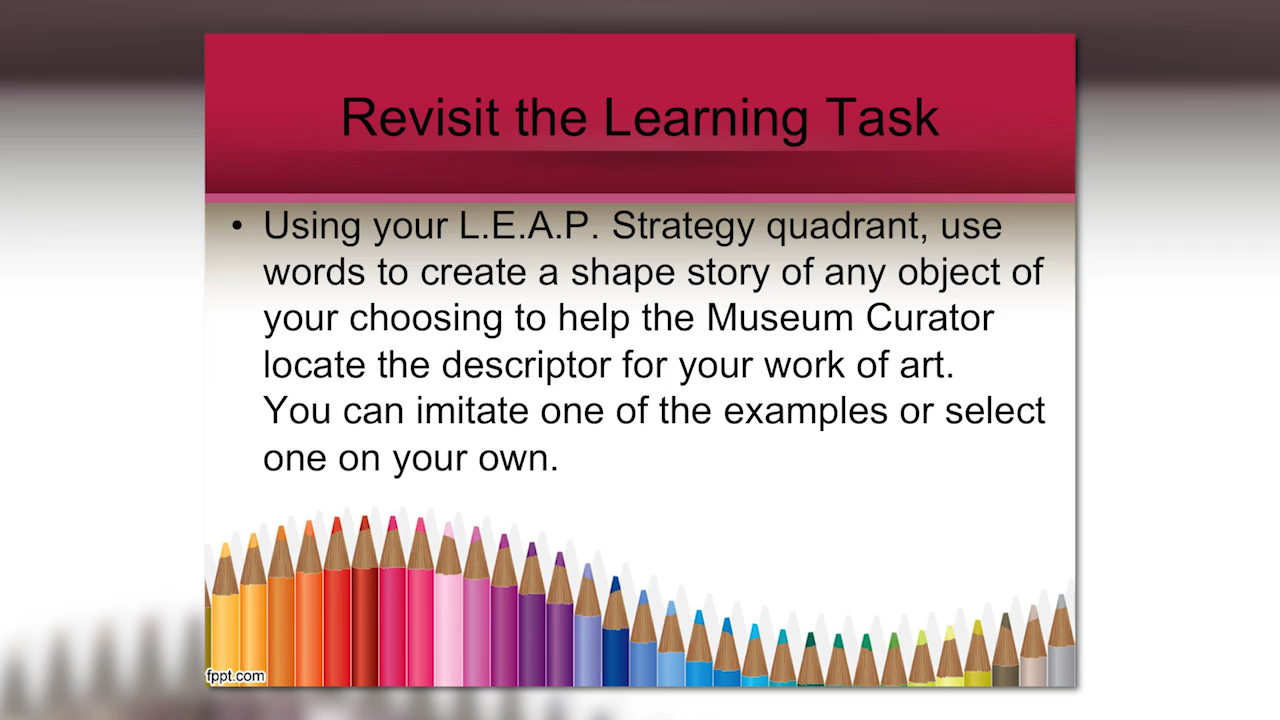 Revisit the Learning Task
• Using your L.E.A.P. Strategy quadrant, use
words to create a shape story of any object of
your choosing to help the Museum Curator
locate the descriptor for your work of art.
You can imitate one of the examples or select
one on your own.
fppt.com